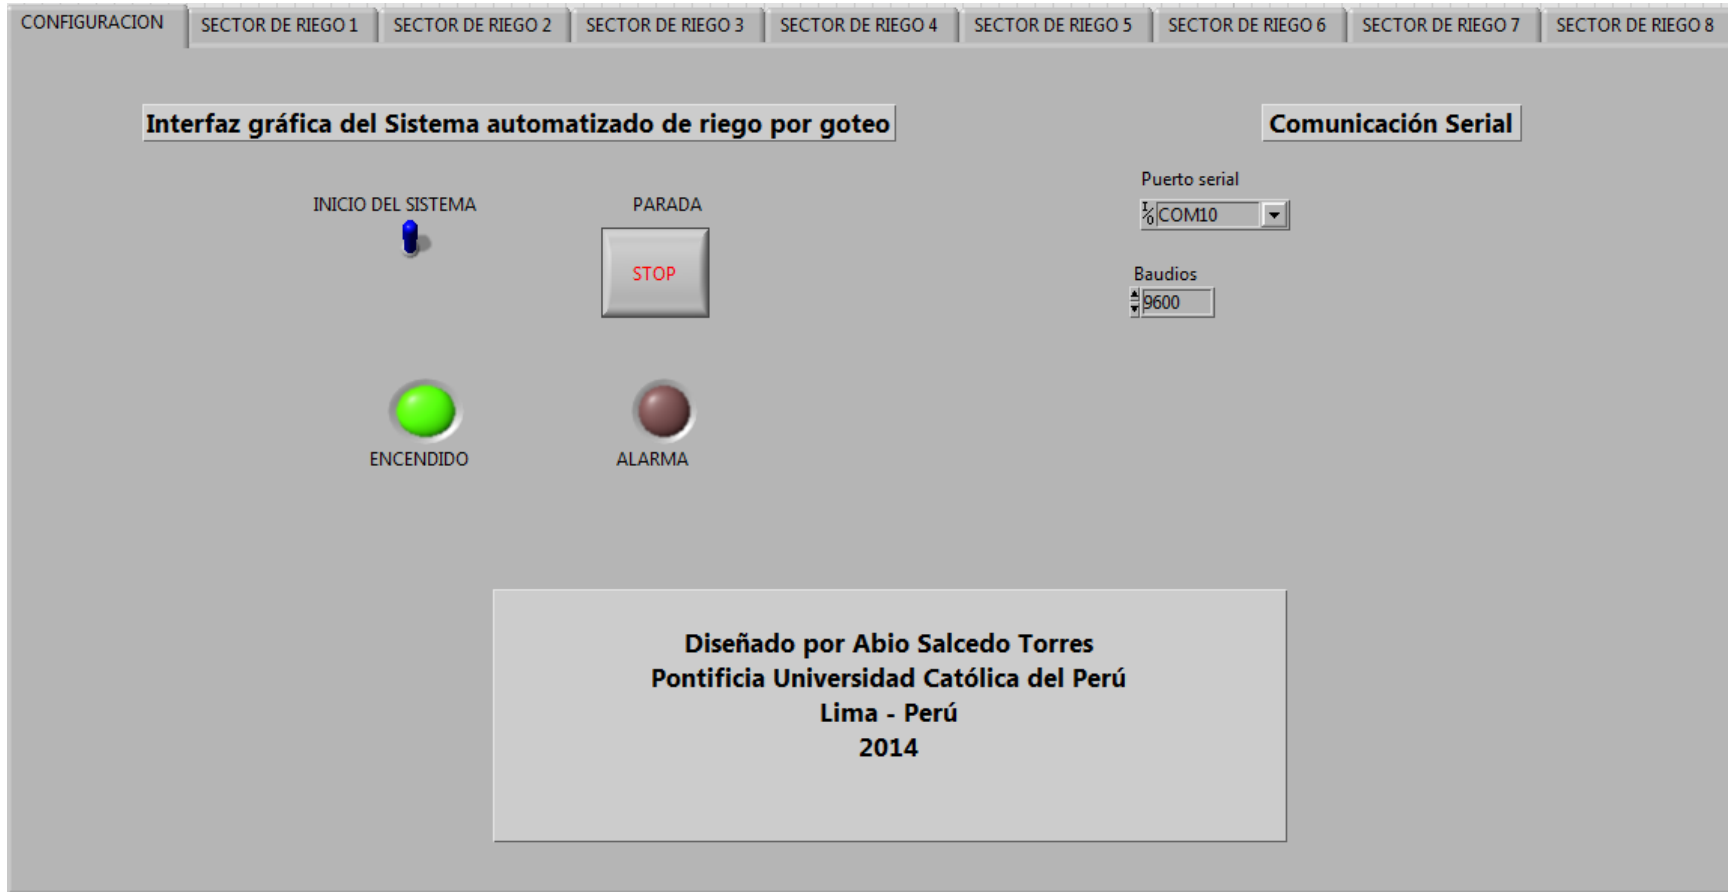 CONFIGURACION
SECTOR DE RIEGO 1
SECTOR DE RIEGO 2
SECTOR DE RIEGO 3
SECTOR DE RIEGO 4
SECTOR DE RIEGO 5
SECTOR DE RIEGO 6
SECTOR DE RIEGO 7
SECTOR DE RIEGO 8
Interfaz gráfica del Sistema automatizado de riego por goteo
INICIO DEL SISTEMA
PARADA
STOP
ENCENDIDO
ALARMA
Comunicación Serial
Puerto serial
I/O COM10
Baudios
9600
Diseñado por Abio Salcedo Torres
Pontificia Universidad Católica del Perú
Lima - Perú
2014